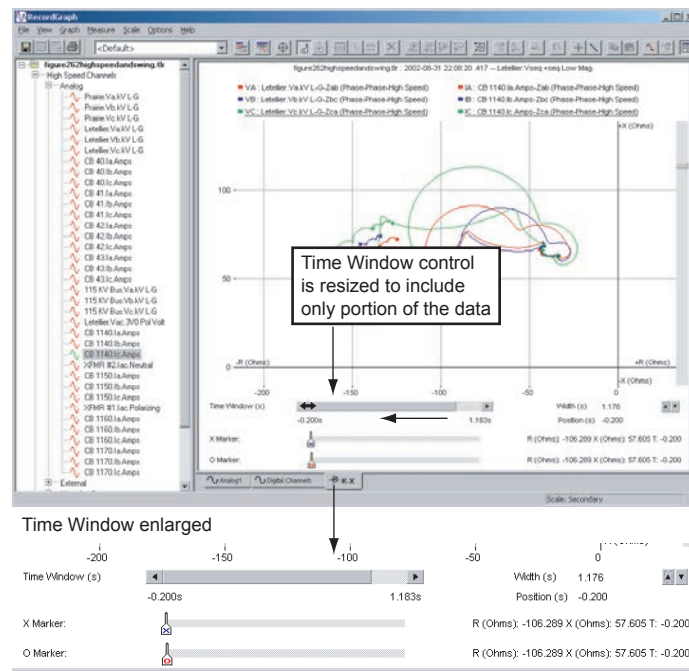 RecordGraph
File View Graph Measure Scale Options Help
<Default>
figure262highspeedandswing.tlr
High Speed Channels
Analog
Prairie:Va.kV L-G
Prairie:Vb.kV L-G
Prairie:Vc.kV L-G
Letellier:Va.kV L-G
Letellier:Vb.kV L-G
Letellier:Vc.kV L-G
CB 40:Ia.Amps
CB 40:Ib.Amps
CB 40:Ic.Amps
CB 41:Ia.Amps
CB 41:Ib.Amps
CB 41:Ic.Amps
CB 42:Ia.Amps
CB 42:Ib.Amps
CB 42:Ic.Amps
CB 43:Ia.Amps
CB 43:Ib.Amps
CB 43:Ic.Amps
115 KV Bus:Va.kV L-G
115 KV Bus:Vb.kV L-G
115 KV Bus:Vc.kV L-G
Letellier:Vac.3V0 Pol Volt
CB 1140:Ia.Amps
CB 1140:Ib.Amps
CB 1140:Ic.Amps
XFMR #2:Iac.Neutral
CB 1150:Ia.Amps
CB 1150:Ib.Amps
CB 1150:Ic.Amps
XFMR #1:Iac.Polarizing
CB 1160:Ia.Amps
CB 1160:Ib.Amps
CB 1160:Ic.Amps
CB 1170:Ia.Amps
CB 1170:Ib.Amps
CB 1170:Ic.Amps
External
figure262highspeedandswing.tlr : 2002-08-31 22:08:20 .417 -- Letellier:Vseq +seq Low Mag.
VA : Letellier:Va.kV L-G-Zab (Phase-Phase-High Speed) IA : CB 1140:Ia.Amps-Zab (Phase-Phase-High Speed)
VB : Letellier:Vb.kV L-G-Zbc (Phase-Phase-High Speed) IB : CB 1140:Ib.Amps-Zbc (Phase-Phase-High Speed)
VC : Letellier:Vc.kV L-G-Zca (Phase-Phase-High Speed) IC : CB 1140:Ic.Amps-Zca (Phase-Phase-High Speed)
+X (Ohms)
100
50
Time Window control
is resized to include
only portion of the data
0 -R (Ohms) +R (Ohms)
-X (Ohms)
-200 -150 -100 -50 0
Time Window (s) Width (s) 1.176
-0.200s 1.183s Position (s) -0.200
X Marker: R (Ohms): -106.289 X (Ohms): 57.605 T: -0.200
O Marker: R (Ohms): -106.289 X (Ohms): 57.605 T: -0.200
Analog1 Digital Channels R-X
Scale: Secondary
Time Window enlarged
-200 -150 -100 -50 0
Time Window (s) Width (s) 1.176
-0.200s 1.183s Position (s) -0.200
X Marker: R (Ohms): -106.289 X (Ohms): 57.605 T: -0.200
O Marker: R (Ohms): -106.289 X (Ohms): 57.605 T: -0.200